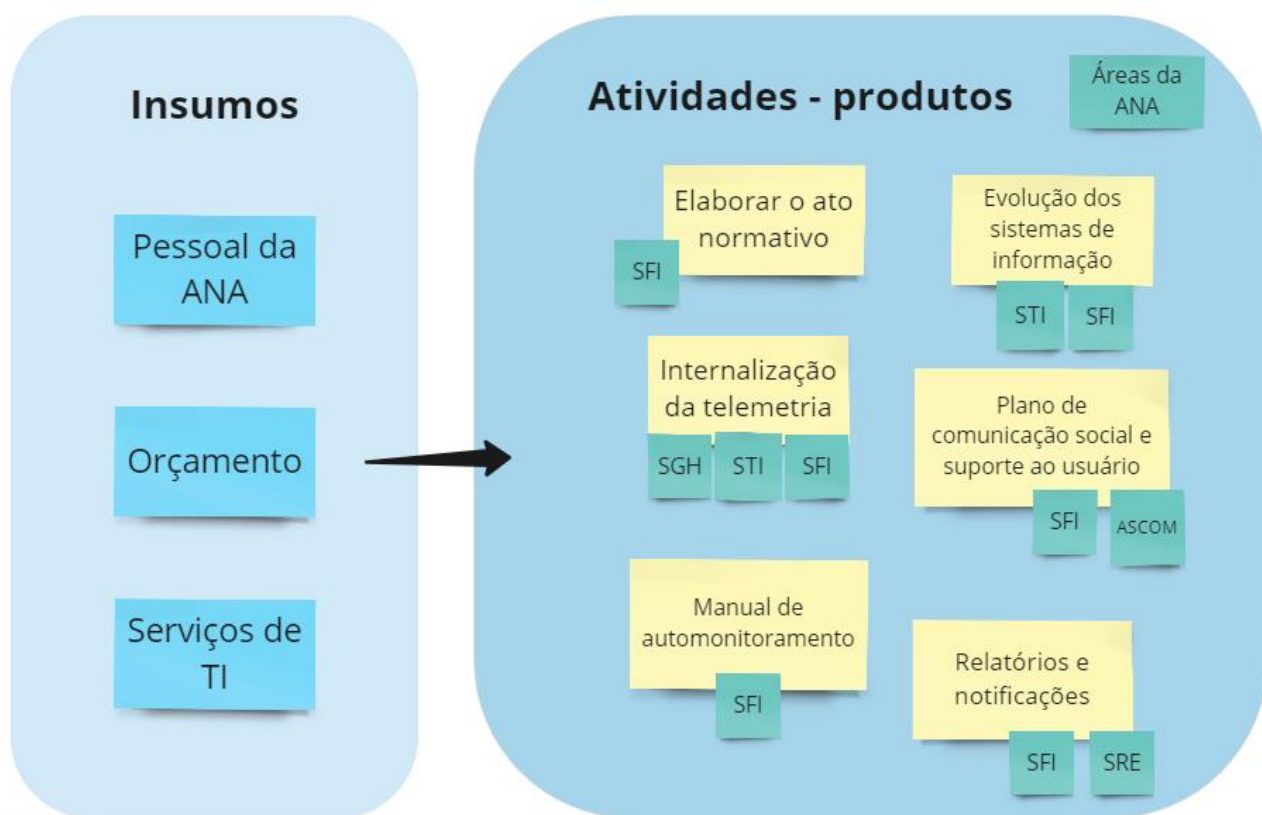 Insumos
Pessoal da
ANA
Orçamento
Serviços de
TI
Atividades - produtos
Áreas da
ANA
Elaborar o ato
normativo
SFI
Evolução dos
sistemas de
informação
STI
SFI
Internalização
da telemetria
SGH
STI
SFI
Plano de
comunicação social e
suporte ao usuário
SFI
ASCOM
Manual de
automonitoramento
SFI
Relatórios e
notificações
SFI
SRE